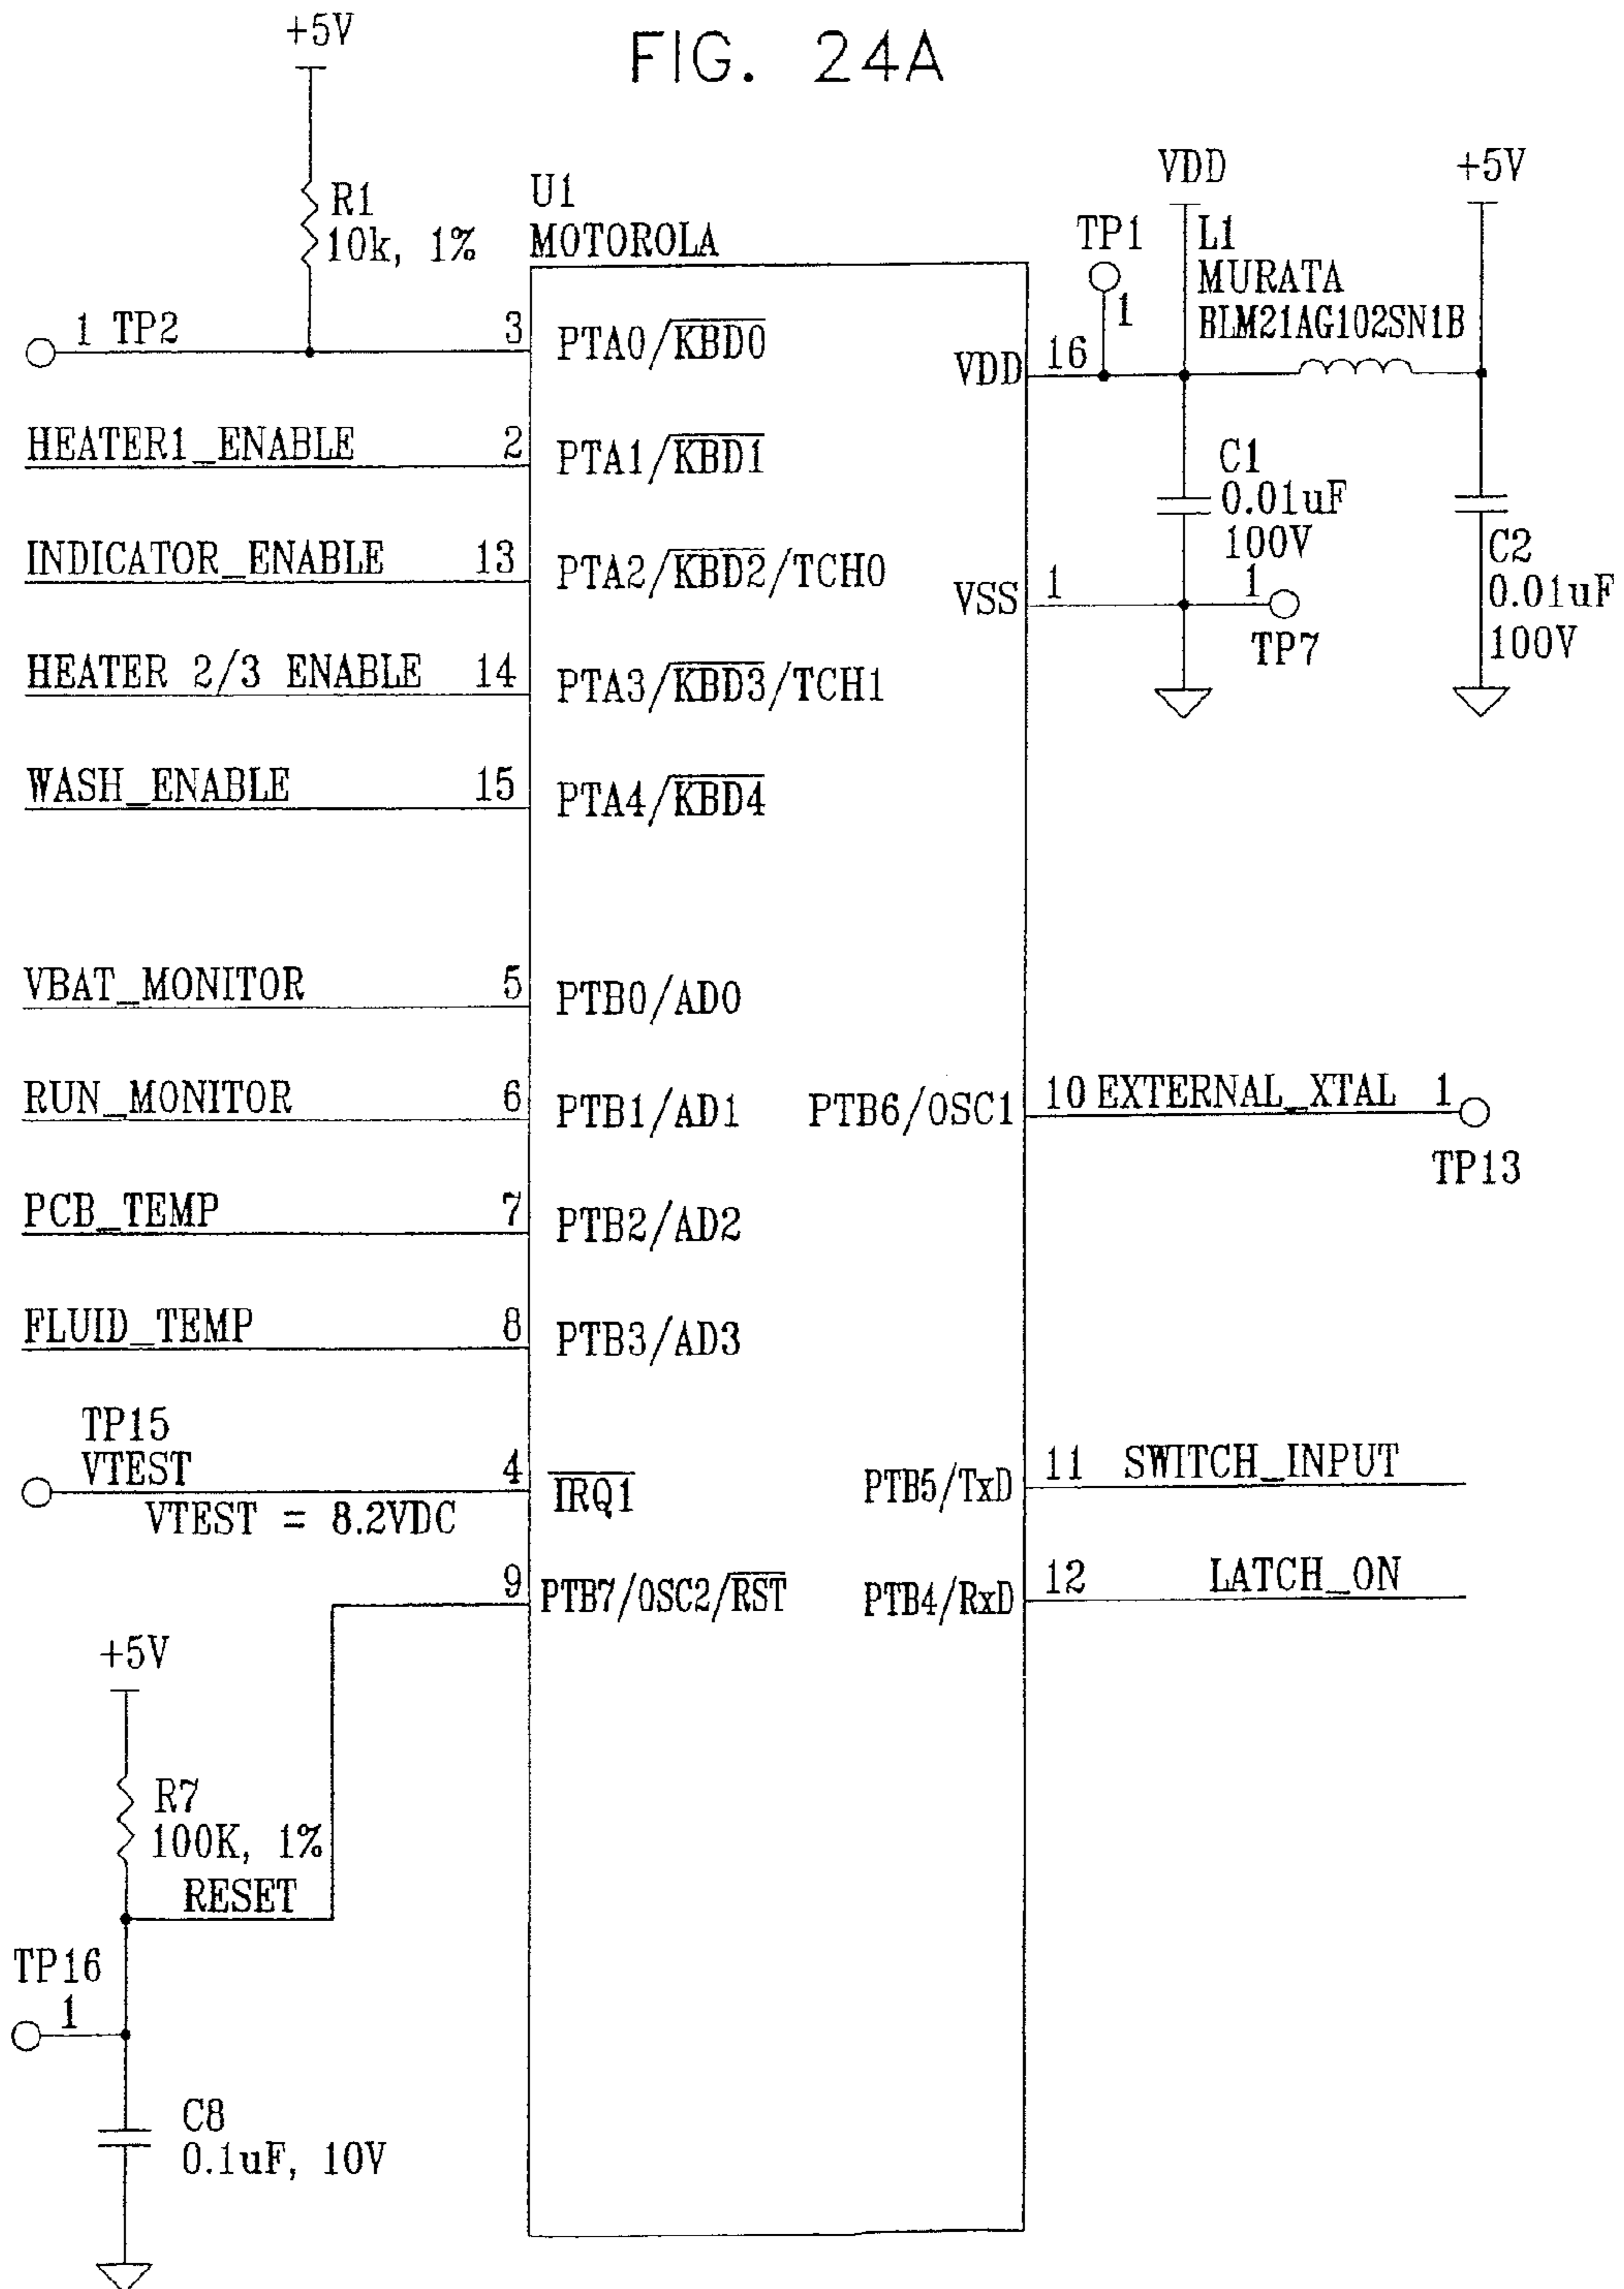 FIG. 24A
+5V
R1
10k, 1%
U1
MOTOROLA
VDD
+5V
TP1
1
L1
MURATA
BLM21AG102SN1B
1 TP2
3
PTA0/KBD0
VDD
16
HEATER1_ENABLE
2
PTA1/KBD1
C1
0.01uF
100V
INDICATOR_ENABLE
13
PTA2/KBD2/TCH0
C2
0.01uF
100V
VSS
1
1
TP7
HEATER 2/3 ENABLE
14
PTA3/KBD3/TCH1
WASH_ENABLE
15
PTA4/KBD4
VBAT_MONITOR
5
PTB0/AD0
RUN_MONITOR
6
PTB1/AD1
PTB6/OSC1
10 EXTERNAL_XTAL
1
TP13
PCB_TEMP
7
PTB2/AD2
FLUID_TEMP
8
PTB3/AD3
TP15
VTEST
4
IRQ1
VTEST = 8.2VDC
PTB5/TxD
11
SWITCH_INPUT
9
PTB7/OSC2/RST
PTB4/RxD
12
LATCH_ON
+5V
R7
100K, 1%
RESET
TP16
1
C8
0.1uF, 10V